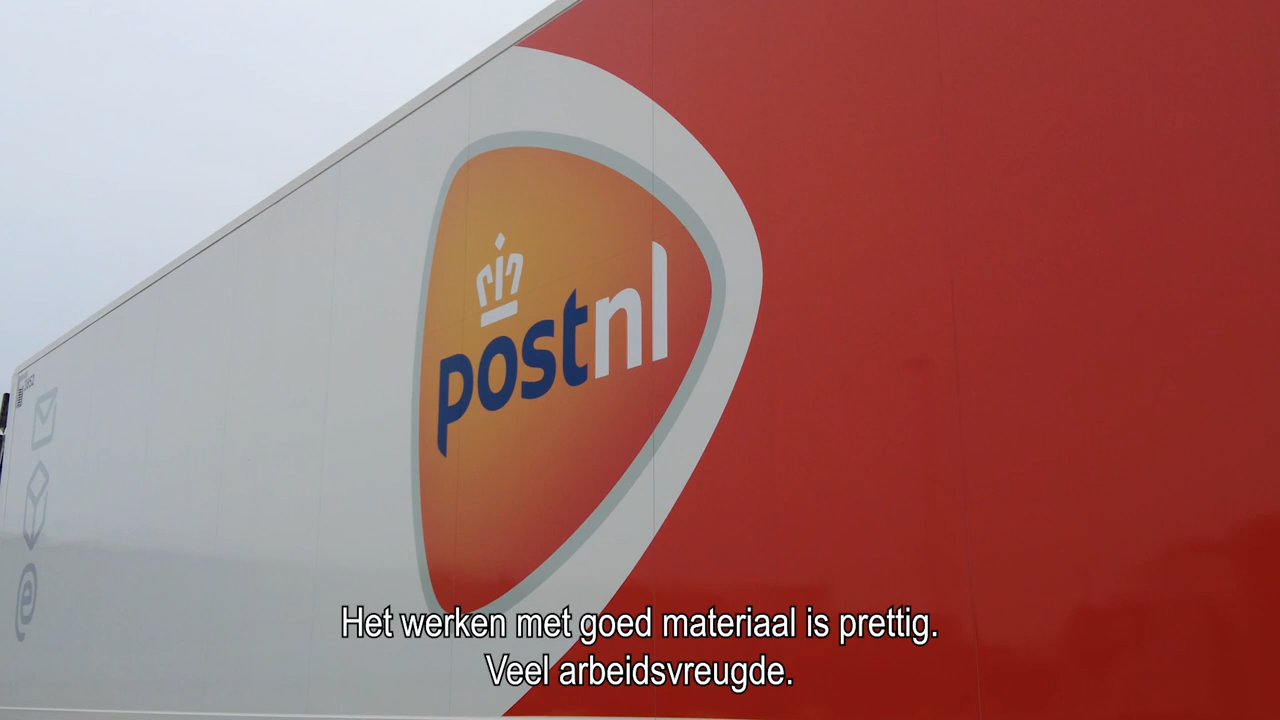 postnl
Het werken met goed materiaal is prettig.
Veel arbeidsvreugde.